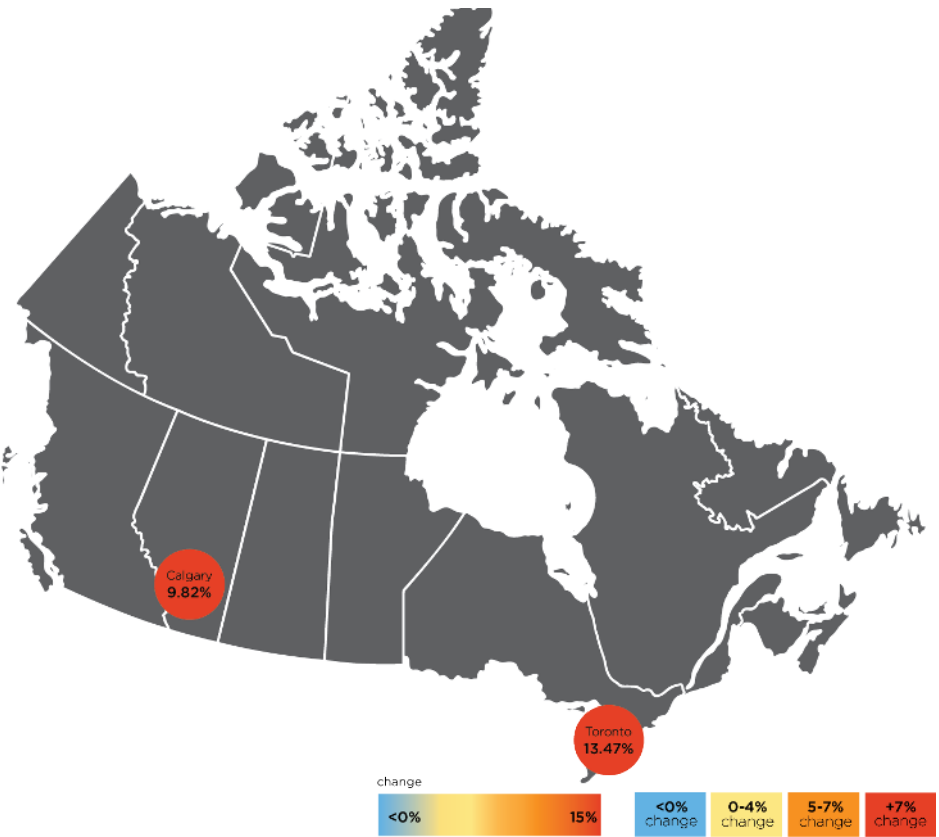 Calgary
9.82%
Toronto
13.47%
change
<0% 15%
<0%
change
0-4%
change
5-7%
change
+7%
change